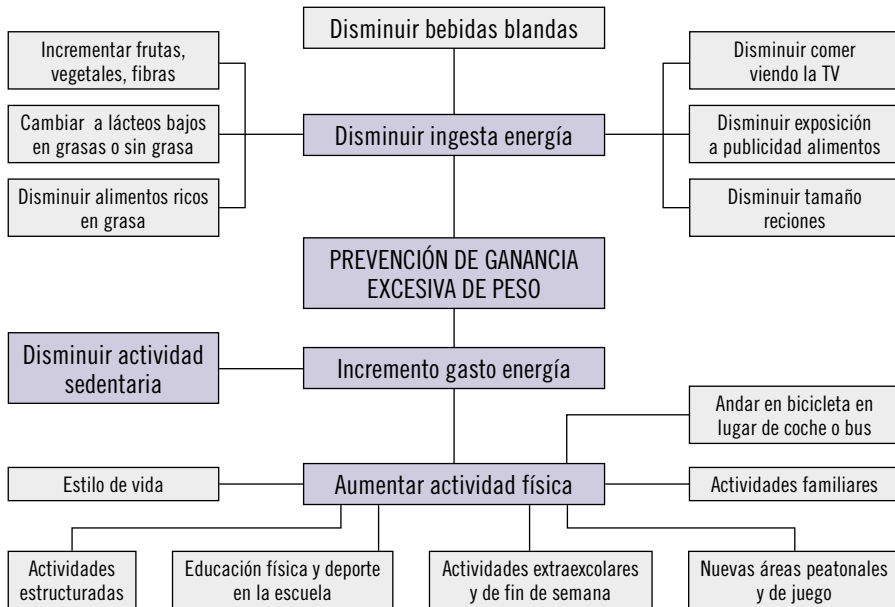 Disminuir bebidas blandas
Incrementar frutas,
vegetales, fibras
Disminuir comer
viendo la TV
Cambiar a lácteos bajos
en grasas o sin grasa
Disminuir ingesta energía
Disminuir exposición
a publicidad alimentos
Disminuir alimentos ricos
en grasa
Disminuir tamaño
reciones
PREVENCIÓN DE GANANCIA
EXCESIVA DE PESO
Disminuir actividad
sedentaria
Incremento gasto energía
Andar en bicicleta en
lugar de coche o bus
Estilo de vida
Aumentar actividad física
Actividades familiares
Actividades
estructuradas
Educación física y deporte
en la escuela
Actividades extraexcolares
y de fin de semana
Nuevas áreas peatonales
y de juego